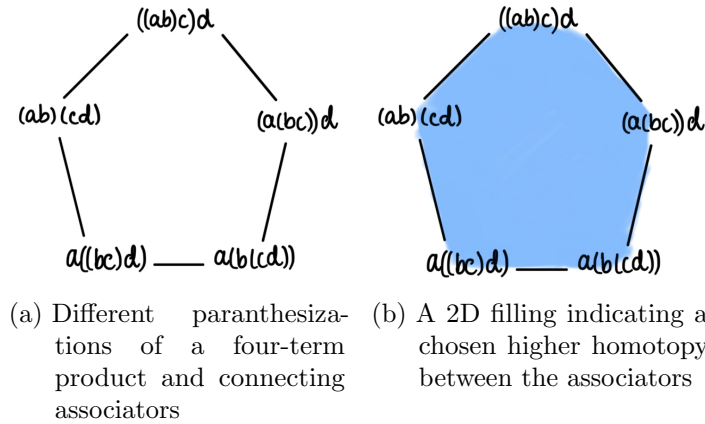 ((ab)c)d
(ab)(cd)
(a(bc))d
a((bc)d)
a(b(cd))
((ab)c)d
(ab)(cd)
(a(bc))d
a((bc)d)
a(b(cd))
(a) Different paranthesiza-
tions of a four-term
product and connecting
associators
(b) A 2D filling indicating a
chosen higher homotopy
between the associators